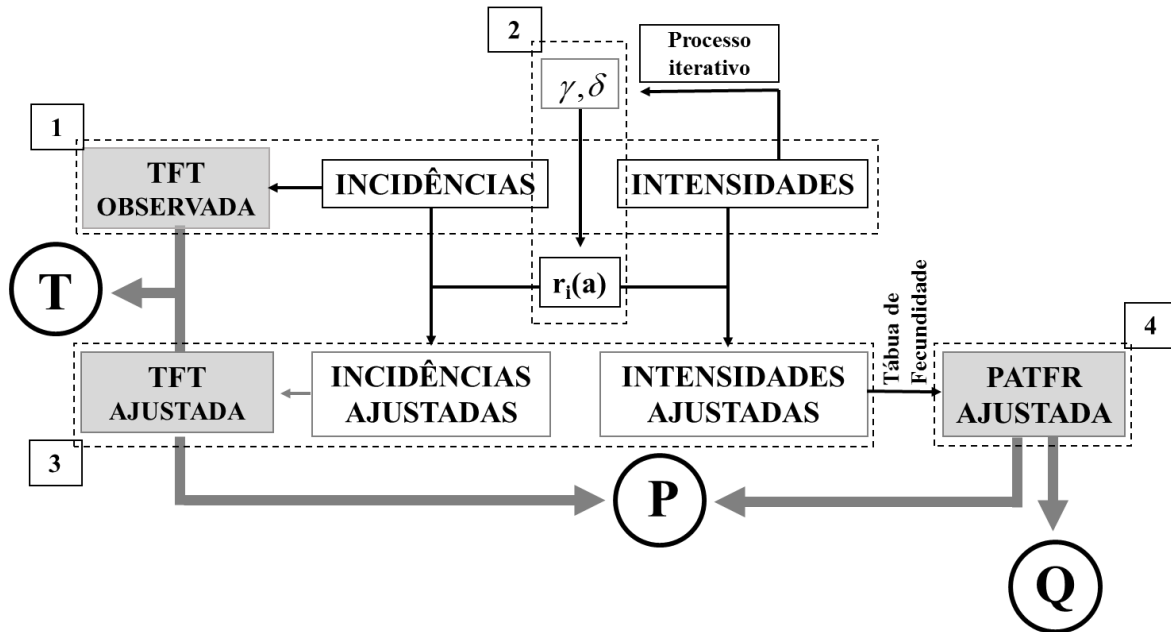 2
Processo
iterativo
γ, δ
1
TFT
OBSERVADA
INCIDÊNCIAS
INTENSIDADES
T
rᵢ(a)
Tábua de
Fecundidade
4
TFT
AJUSTADA
INCIDÊNCIAS
AJUSTADAS
INTENSIDADES
AJUSTADAS
PATFR
AJUSTADA
3
P
Q